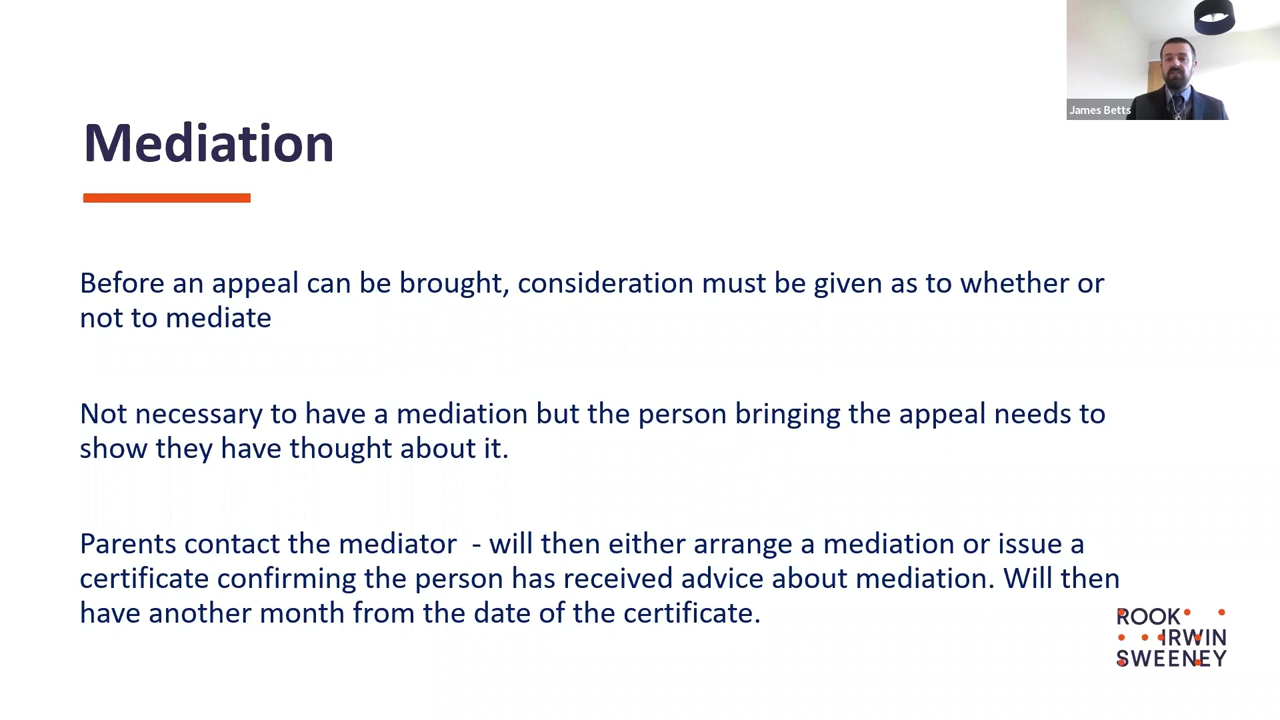 James Betts
Mediation
Before an appeal can be brought, consideration must be given as to whether or
not to mediate
Not necessary to have a mediation but the person bringing the appeal needs to
show they have thought about it.
Parents contact the mediator  - will then either arrange a mediation or issue a
certificate confirming the person has received advice about mediation. Will then
have another month from the date of the certificate.
ROOK
IRWIN
SWEENEY